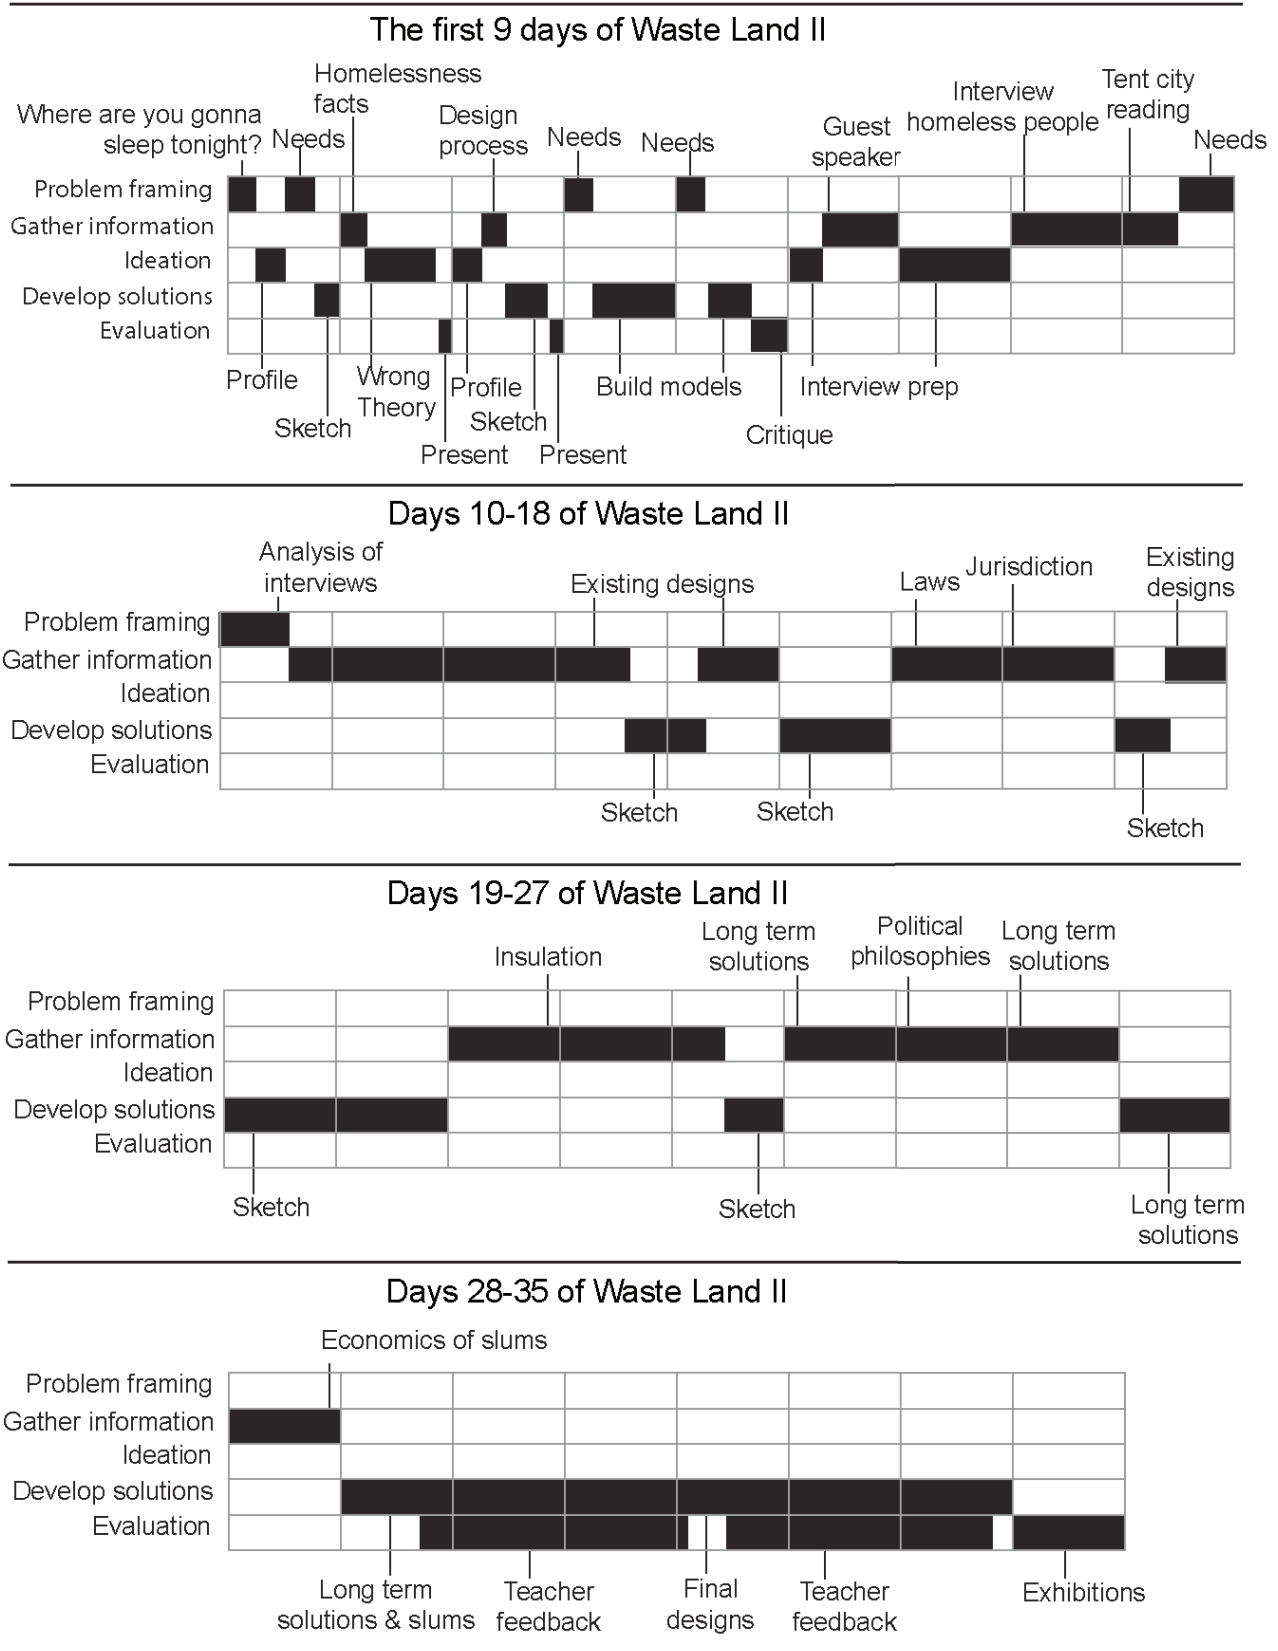 The first 9 days of Waste Land II
Homelessness
facts
Where are you gonna
sleep tonight?
Needs
Design
process
Needs
Needs
Guest
speaker
Interview
homeless people
Tent city
reading
Needs
Problem framing
Gather information
Ideation
Develop solutions
Evaluation
Profile
Sketch
Wrong
Theory
Present
Profile
Sketch
Present
Build models
Critique
Interview prep
Days 10-18 of Waste Land II
Analysis of
interviews
Existing designs
Laws
Jurisdiction
Existing
designs
Problem framing
Gather information
Ideation
Develop solutions
Evaluation
Sketch
Sketch
Sketch
Days 19-27 of Waste Land II
Insulation
Long term
solutions
Political
philosophies
Long term
solutions
Problem framing
Gather information
Ideation
Develop solutions
Evaluation
Sketch
Sketch
Long term
solutions
Days 28-35 of Waste Land II
Economics of slums
Problem framing
Gather information
Ideation
Develop solutions
Evaluation
Long term
solutions & slums
Teacher
feedback
Final
designs
Teacher
feedback
Exhibitions